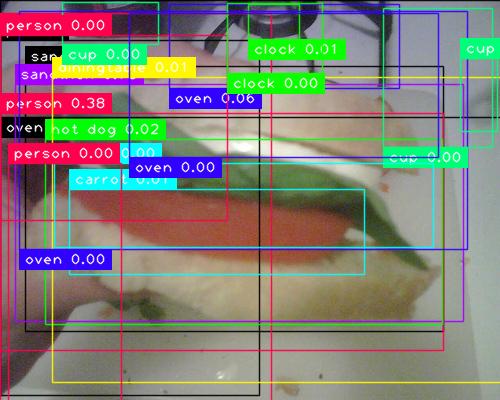 person 0.00
cup 0.00
clock 0.01
cup
san
diningtable 0.01
san
clock 0.00
person 0.38
oven 0.06
oven
hot dog 0.02
person 0.00
0.00
cup 0.00
oven 0.00
carrot 0.01
oven 0.00